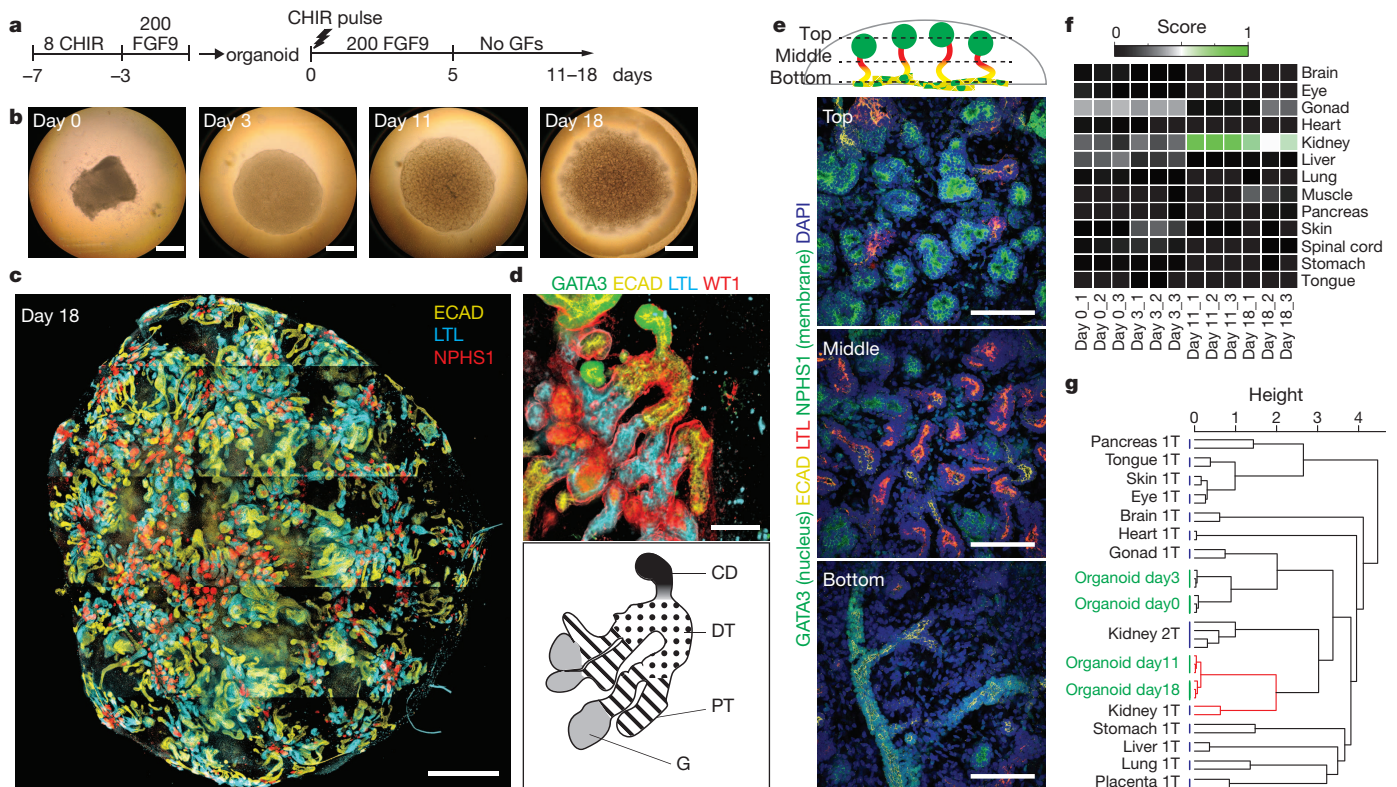 a
CHIR pulse
200
8 CHIR
FGF9
organoid
200 FGF9
No GFs
–7
–3
0
5
11–18
days
b
Day 0
Day 3
Day 11
Day 18
c
Day 18
ECAD
LTL
NPHS1
d
GATA3 ECAD LTL WT1
CD
DT
PT
G
e
Top
Middle
Bottom
GATA3 (nucleus) ECAD LTL NPHS1 (membrane) DAPI
Top
Middle
Bottom
f
Score
0
1
Brain
Eye
Gonad
Heart
Kidney
Liver
Lung
Muscle
Pancreas
Skin
Spinal cord
Stomach
Tongue
Day 0_1
Day 0_2
Day 0_3
Day 3_1
Day 3_2
Day 3_3
Day 11_1
Day 11_2
Day 11_3
Day 18_1
Day 18_2
Day 18_3
g
Height
0
1
2
3
4
Pancreas 1T
Tongue 1T
Skin 1T
Eye 1T
Brain 1T
Heart 1T
Gonad 1T
Organoid day3
Organoid day0
Kidney 2T
Organoid day11
Organoid day18
Kidney 1T
Stomach 1T
Liver 1T
Lung 1T
Placenta 1T